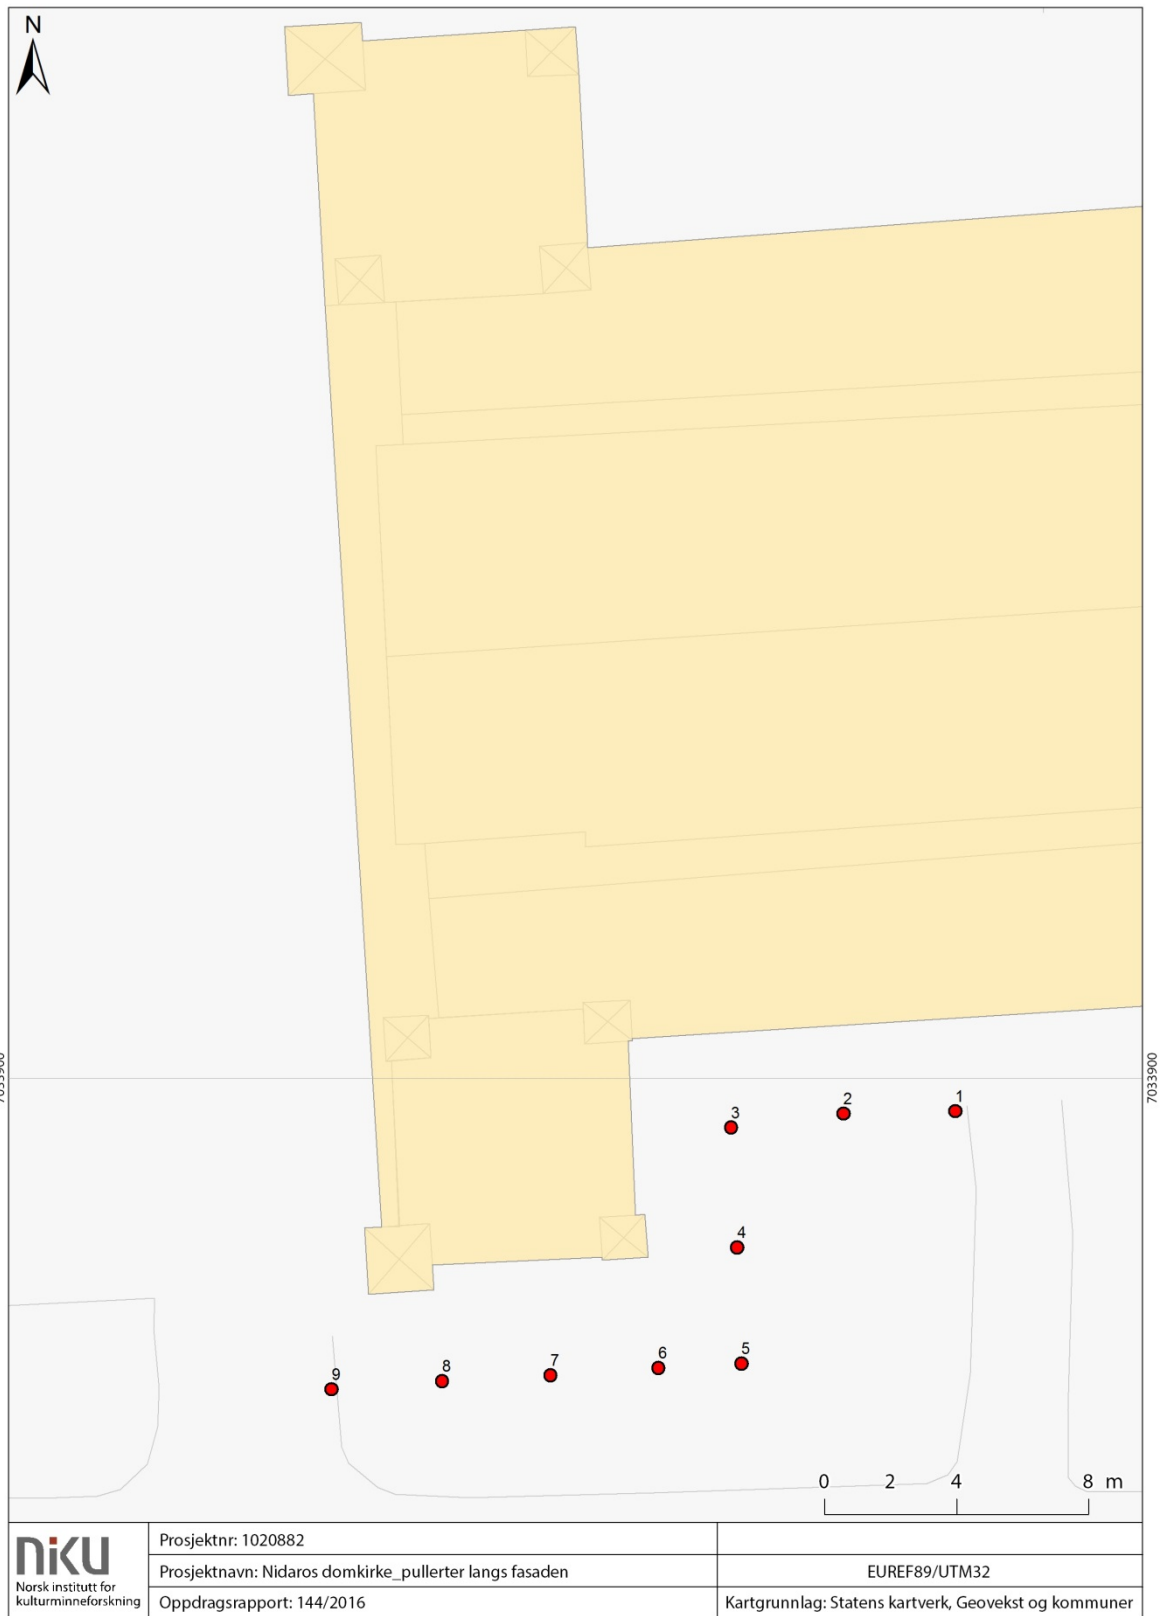 N
7033900
7033900
1
2
3
4
5
6
7
8
9
0 2 4 8 m
niku
Norsk institutt for
kulturminneforskning
Prosjektnr: 1020882
Prosjektnavn: Nidaros domkirke_pullerter langs fasaden
EUREF89/UTM32
Oppdragsrapport: 144/2016
Kartgrunnlag: Statens kartverk, Geovekst og kommuner